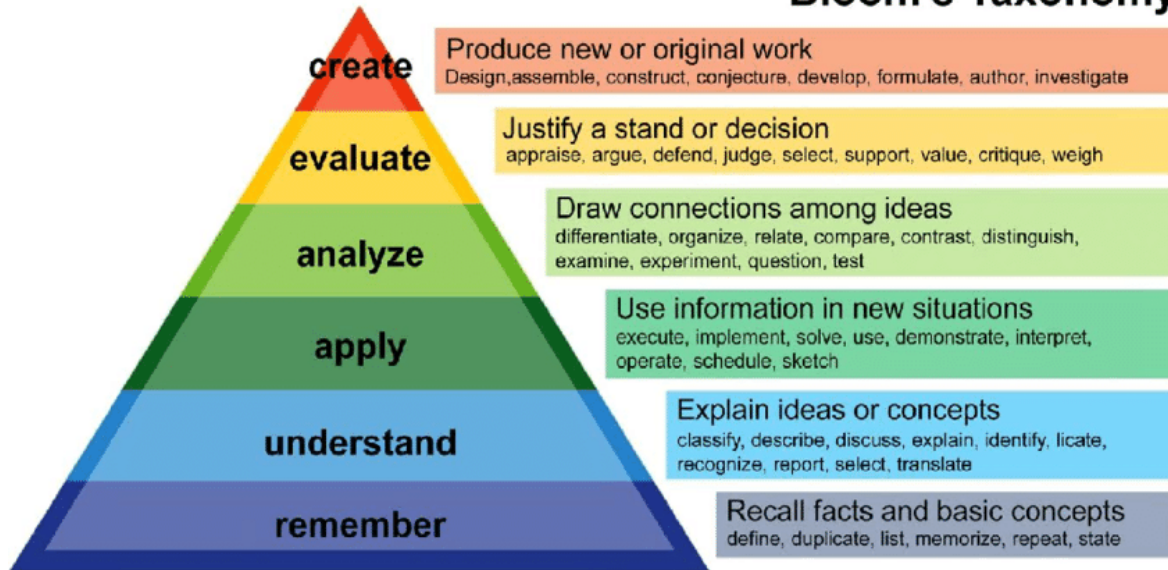 Bloom's Taxonomy
create
Produce new or original work
Design,assemble, construct, conjecture, develop, formulate, author, investigate
evaluate
Justify a stand or decision
appraise, argue, defend, judge, select, support, value, critique, weigh
analyze
Draw connections among ideas
differentiate, organize, relate, compare, contrast, distinguish,
examine, experiment, question, test
apply
Use information in new situations
execute, implement, solve, use, demonstrate, interpret,
operate, schedule, sketch
understand
Explain ideas or concepts
classify, describe, discuss, explain, identify, licate,
recognize, report, select, translate
remember
Recall facts and basic concepts
define, duplicate, list, memorize, repeat, state